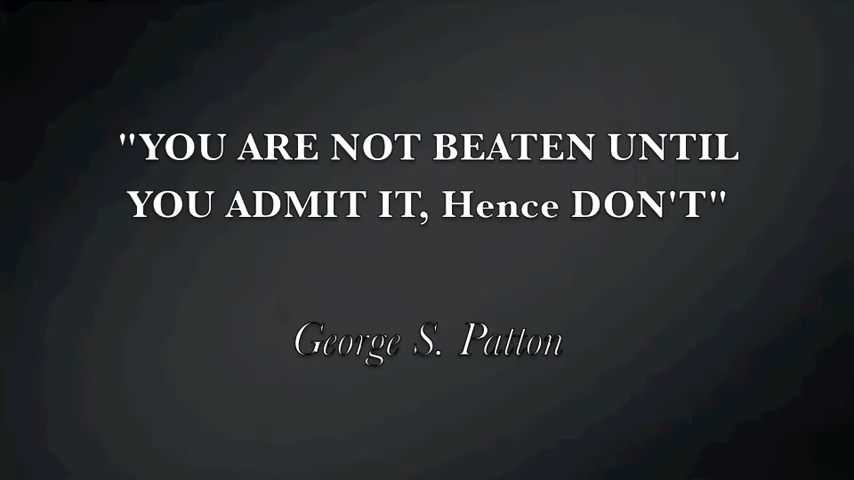 "YOU ARE NOT BEATEN UNTIL
YOU ADMIT IT, Hence DON'T"
George S. Patton